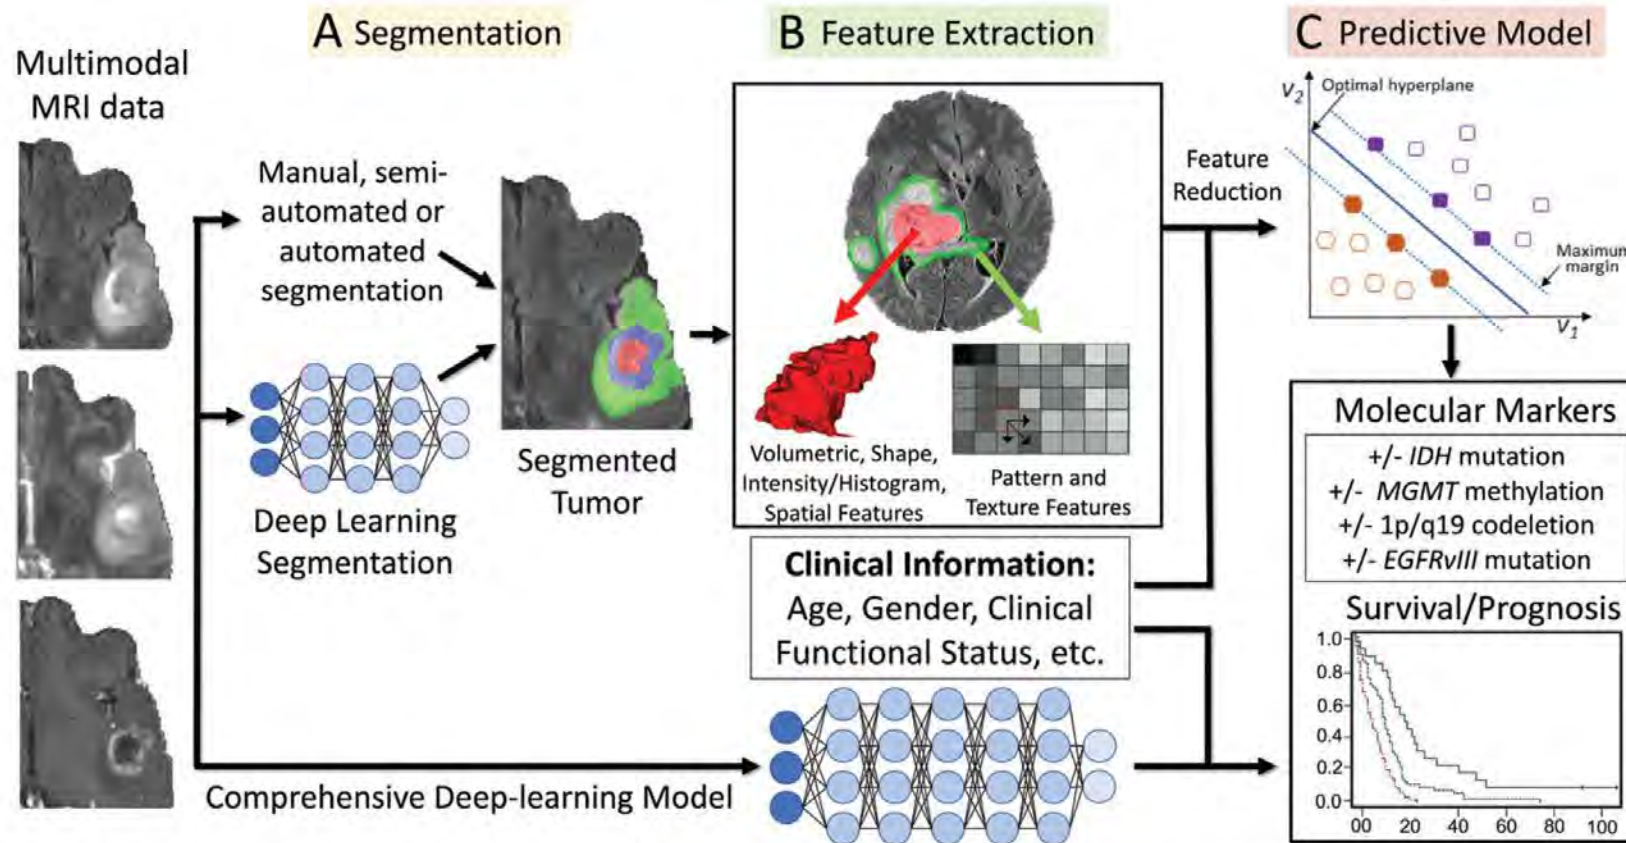 A Segmentation
B Feature Extraction
C Predictive Model
Multimodal
MRI data
Manual, semi-
automated or
automated
segmentation
Deep Learning
Segmentation
Segmented
Tumor
Volumetric, Shape,
Intensity/Histogram,
Spatial Features
Pattern and
Texture Features
Feature
Reduction
V2
Optimal hyperplane
Maximum
margin
V1
Clinical Information:
Age, Gender, Clinical
Functional Status, etc.
Comprehensive Deep-learning Model
Molecular Markers
+/- IDH mutation
+/- MGMT methylation
+/- 1p/q19 codeletion
+/- EGFRvIII mutation
Survival/Prognosis
1.0
0.8
0.6
0.4
0.2
0.0
00 20 40 60 80 100